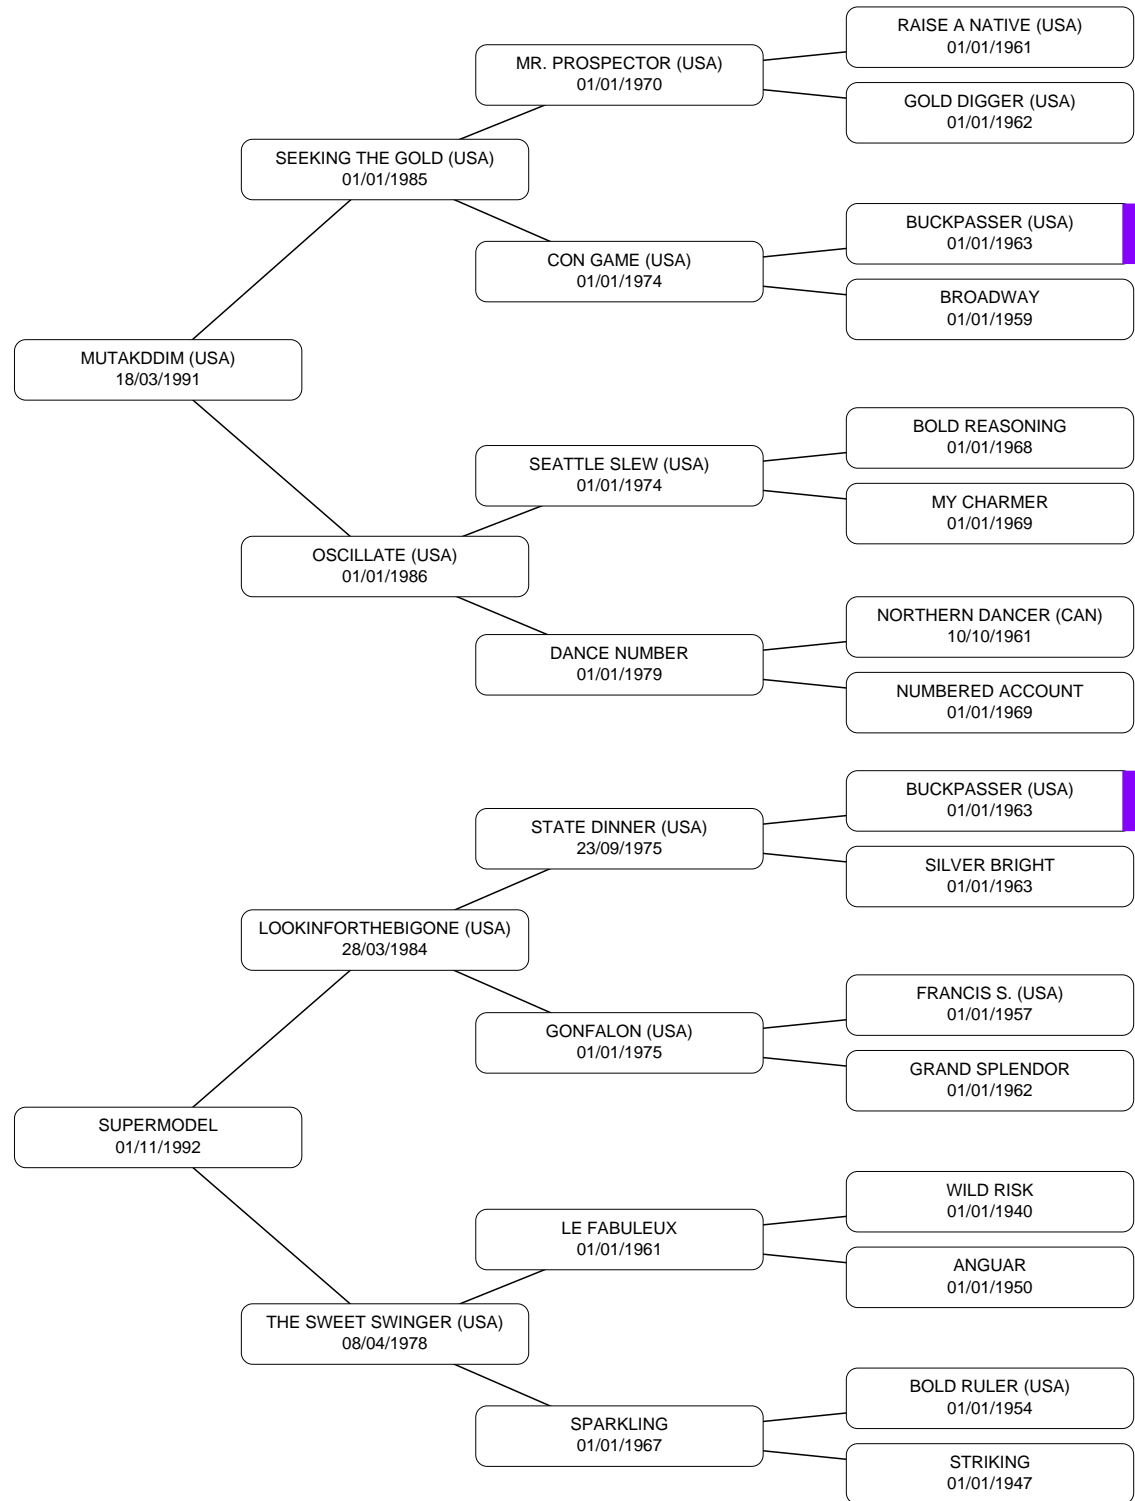 RAISE A NATIVE (USA)
01/01/1961
MR. PROSPECTOR (USA)
01/01/1970
GOLD DIGGER (USA)
01/01/1962
SEEKING THE GOLD (USA)
01/01/1985
BUCKPASSER (USA)
01/01/1963
CON GAME (USA)
01/01/1974
BROADWAY
01/01/1959
MUTAKDDIM (USA)
18/03/1991
BOLD REASONING
01/01/1968
SEATTLE SLEW (USA)
01/01/1974
MY CHARMER
01/01/1969
OSCILLATE (USA)
01/01/1986
NORTHERN DANCER (CAN)
10/10/1961
DANCE NUMBER
01/01/1979
NUMBERED ACCOUNT
01/01/1969
BUCKPASSER (USA)
01/01/1963
STATE DINNER (USA)
23/09/1975
SILVER BRIGHT
01/01/1963
LOOKINFORTHEBIGONE (USA)
28/03/1984
FRANCIS S. (USA)
01/01/1957
GONFALON (USA)
01/01/1975
GRAND SPLENDOR
01/01/1962
SUPERMODEL
01/11/1992
WILD RISK
01/01/1940
LE FABULEUX
01/01/1961
ANGUAR
01/01/1950
THE SWEET SWINGER (USA)
08/04/1978
BOLD RULER (USA)
01/01/1954
SPARKLING
01/01/1967
STRIKING
01/01/1947